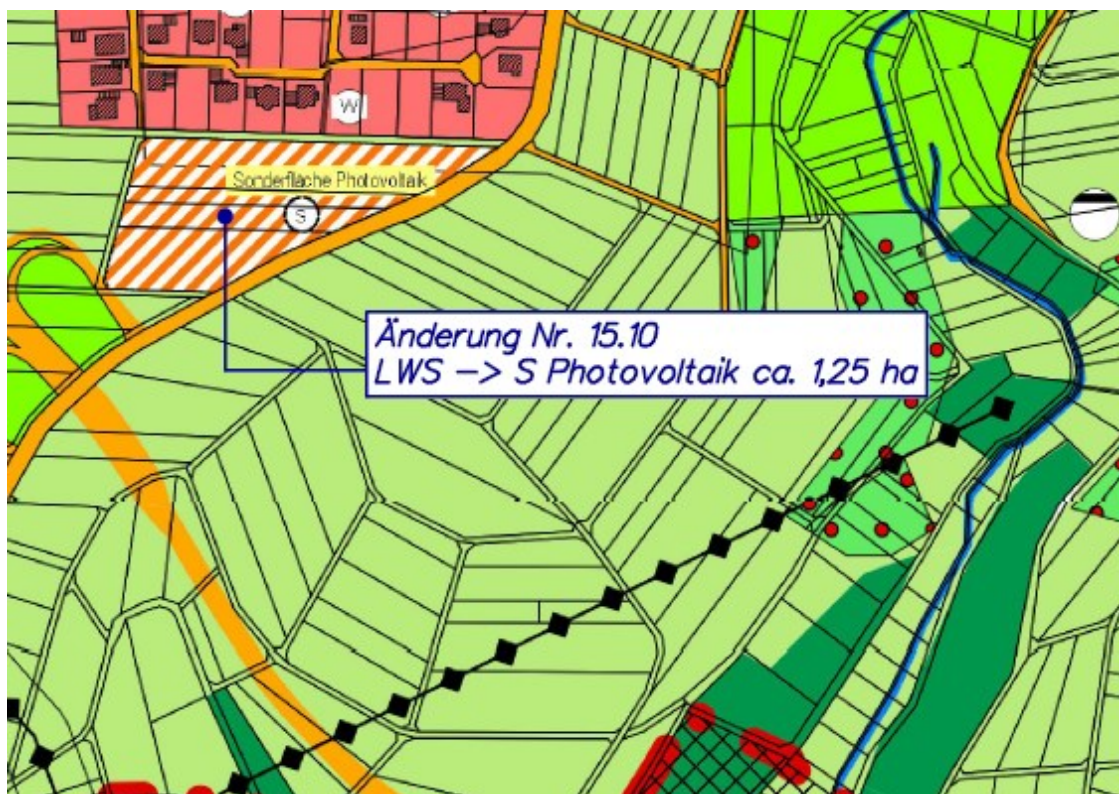 W
Sonderfläche Photovoltaik
S
Änderung Nr. 15.10
LWS -> S Photovoltaik ca. 1,25 ha